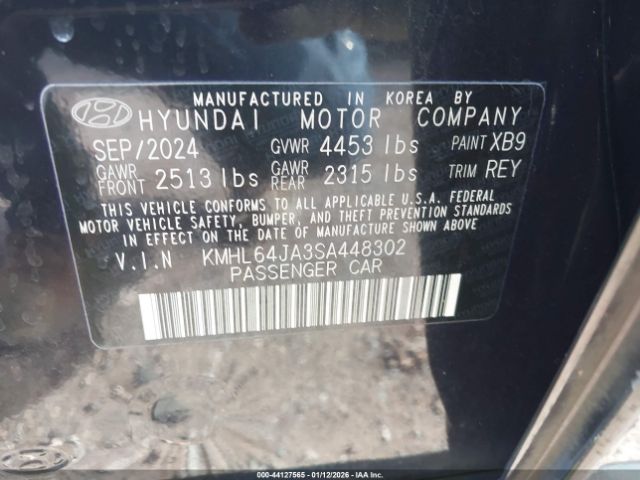 MANUFACTURED IN KOREA BY
HYUNDAI MOTOR COMPANY
SEP/2024 GVWR 4453 lbs PAINT XB9
GAWR FRONT 2513 lbs GAWR REAR 2315 lbs TRIM REY
THIS VEHICLE CONFORMS TO ALL APPLICABLE U.S.A. FEDERAL
MOTOR VEHICLE SAFETY, BUMPER, AND THEFT PREVENTION STANDARDS
IN EFFECT ON THE DATE OF MANUFACTURE SHOWN ABOVE.
V.I.N KMHL64JA3SA448302
PASSENGER CAR
000-44127565 - 01/12/2026 - IAA Inc.